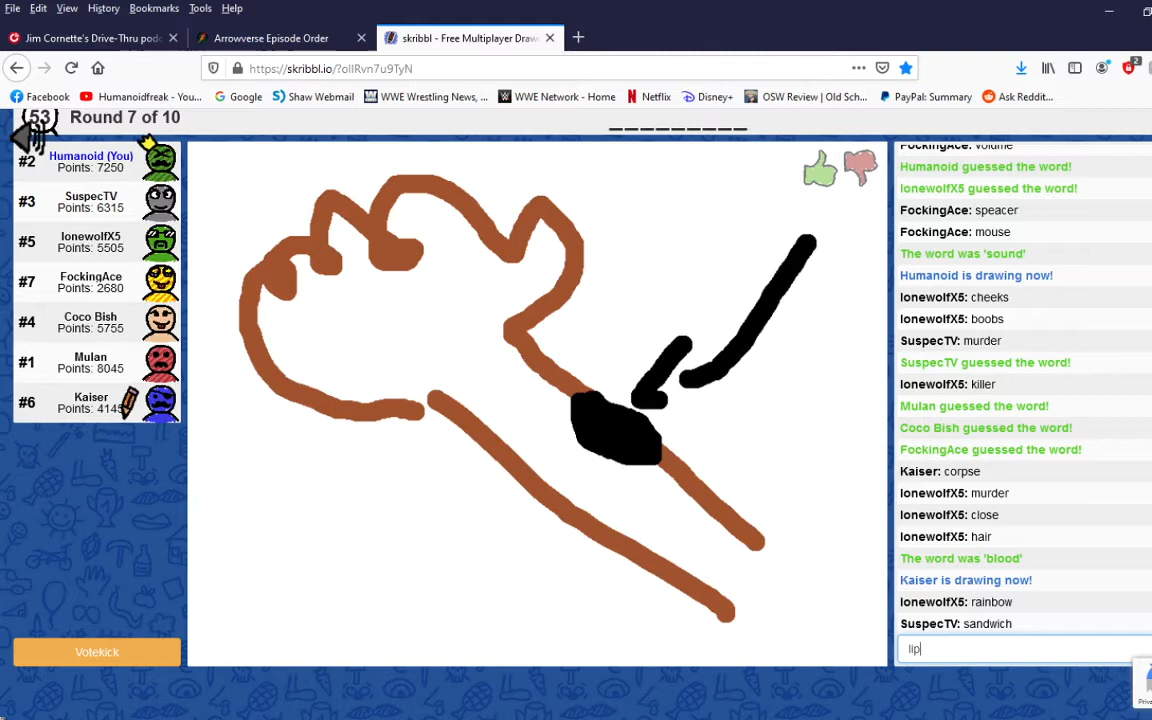 File Edit View History Bookmarks Tools Help
Jim Cornette's Drive-Thru pod
Arrowverse Episode Order
skribbl - Free Multiplayer Draw
https://skribbl.io/?olIRvn7u9TyN
2
Facebook
Humanoidfreak - You...
Google
Shaw Webmail
WWE Wrestling News, ...
WWE Network - Home
Netflix
Disney+
OSW Review | Old Sch...
PayPal: Summary
Ask Reddit...
53
Round 7 of 10
_________
#2 Humanoid (You)
Points: 7250
#3 SuspecTV
Points: 6315
#5 lonewolfX5
Points: 5505
#7 FockingAce
Points: 2680
#4 Coco Bish
Points: 5755
#1 Mulan
Points: 8045
#6 Kaiser
Points: 4145
Votekick
FockingAce: volume
Humanoid guessed the word!
lonewolfX5 guessed the word!
FockingAce: speacer
FockingAce: mouse
The word was 'sound'
Humanoid is drawing now!
lonewolfX5: cheeks
lonewolfX5: boobs
SuspecTV: murder
SuspecTV guessed the word!
lonewolfX5: killer
Mulan guessed the word!
Coco Bish guessed the word!
FockingAce guessed the word!
Kaiser: corpse
lonewolfX5: murder
lonewolfX5: close
lonewolfX5: hair
The word was 'blood'
Kaiser is drawing now!
lonewolfX5: rainbow
SuspecTV: sandwich
lip